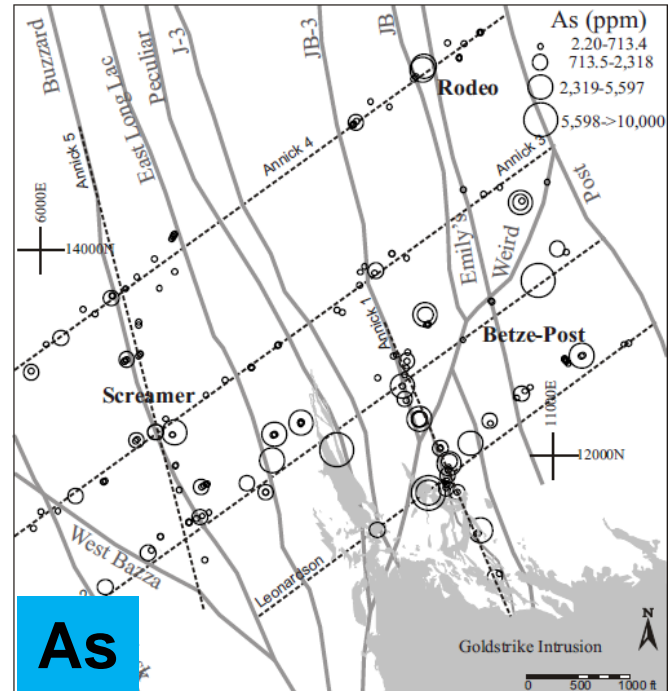 As (ppm)
2.20-713.4
713.5-2,318
2,319-5,597
5,598->10,000
Buzzard
East Long Lac
Peculiar
J-3
JB-3
JB
Rodeo
Annick 5
Annick 4
Annick 3
Post
6000E
14000N
Emily's
Weird
Annick 1
Betze-Post
Screamer
11000E
12000N
West Bazza
Leonardson
2
Goldstrike Intrusion
N
0 500 1000 ft.
As